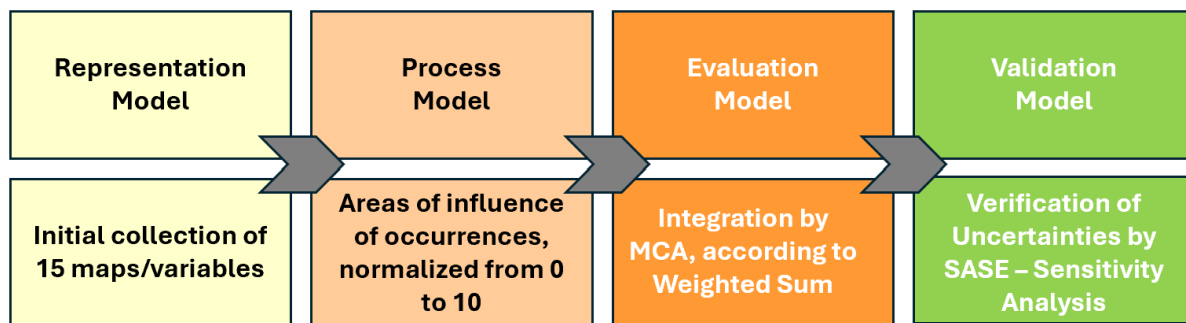 Representation
Model
Process
Model
Evaluation
Model
Validation
Model
Initial collection of
15 maps/variables
Areas of influence
of occurrences,
normalized from 0
to 10
Integration by
MCA, according to
Weighted Sum
Verification of
Uncertainties by
SASE – Sensitivity
Analysis